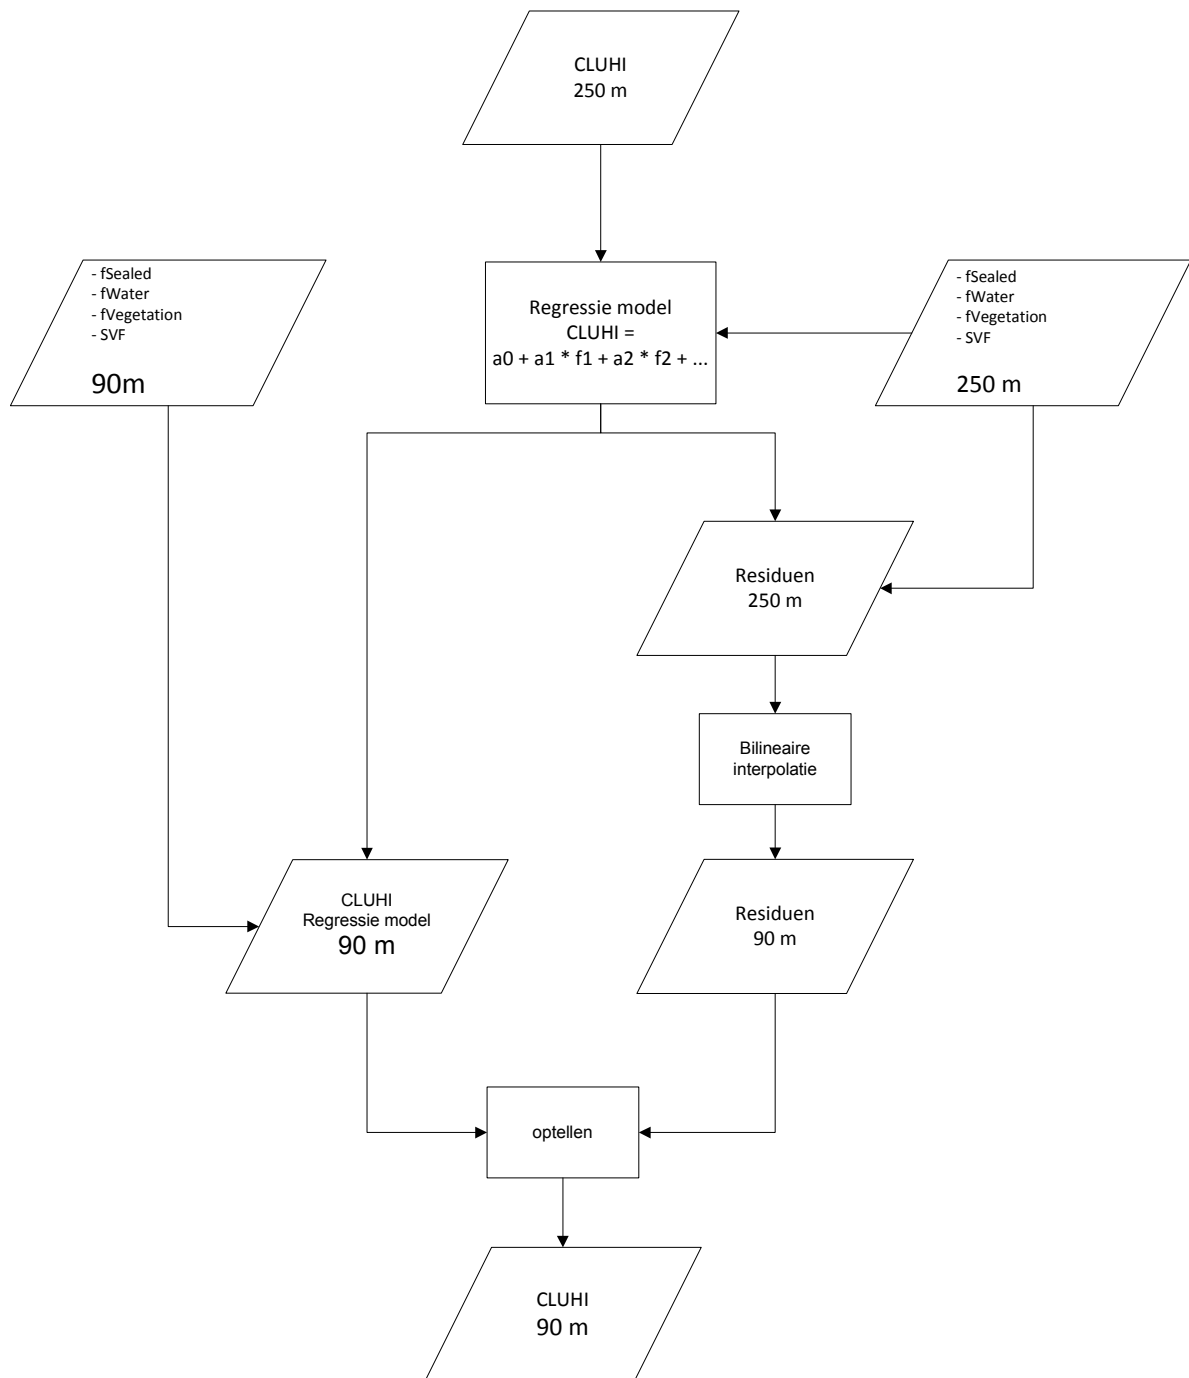 CLUHI
250 m
- fSealed
- fWater
- fVegetation
- SVF
90m
Regressie model
CLUHI =
a0 + a1 * f1 + a2 * f2 + ...
- fSealed
- fWater
- fVegetation
- SVF
250 m
Residuen
250 m
Bilineaire
interpolatie
CLUHI
Regressie model
90 m
Residuen
90 m
optellen
CLUHI
90 m